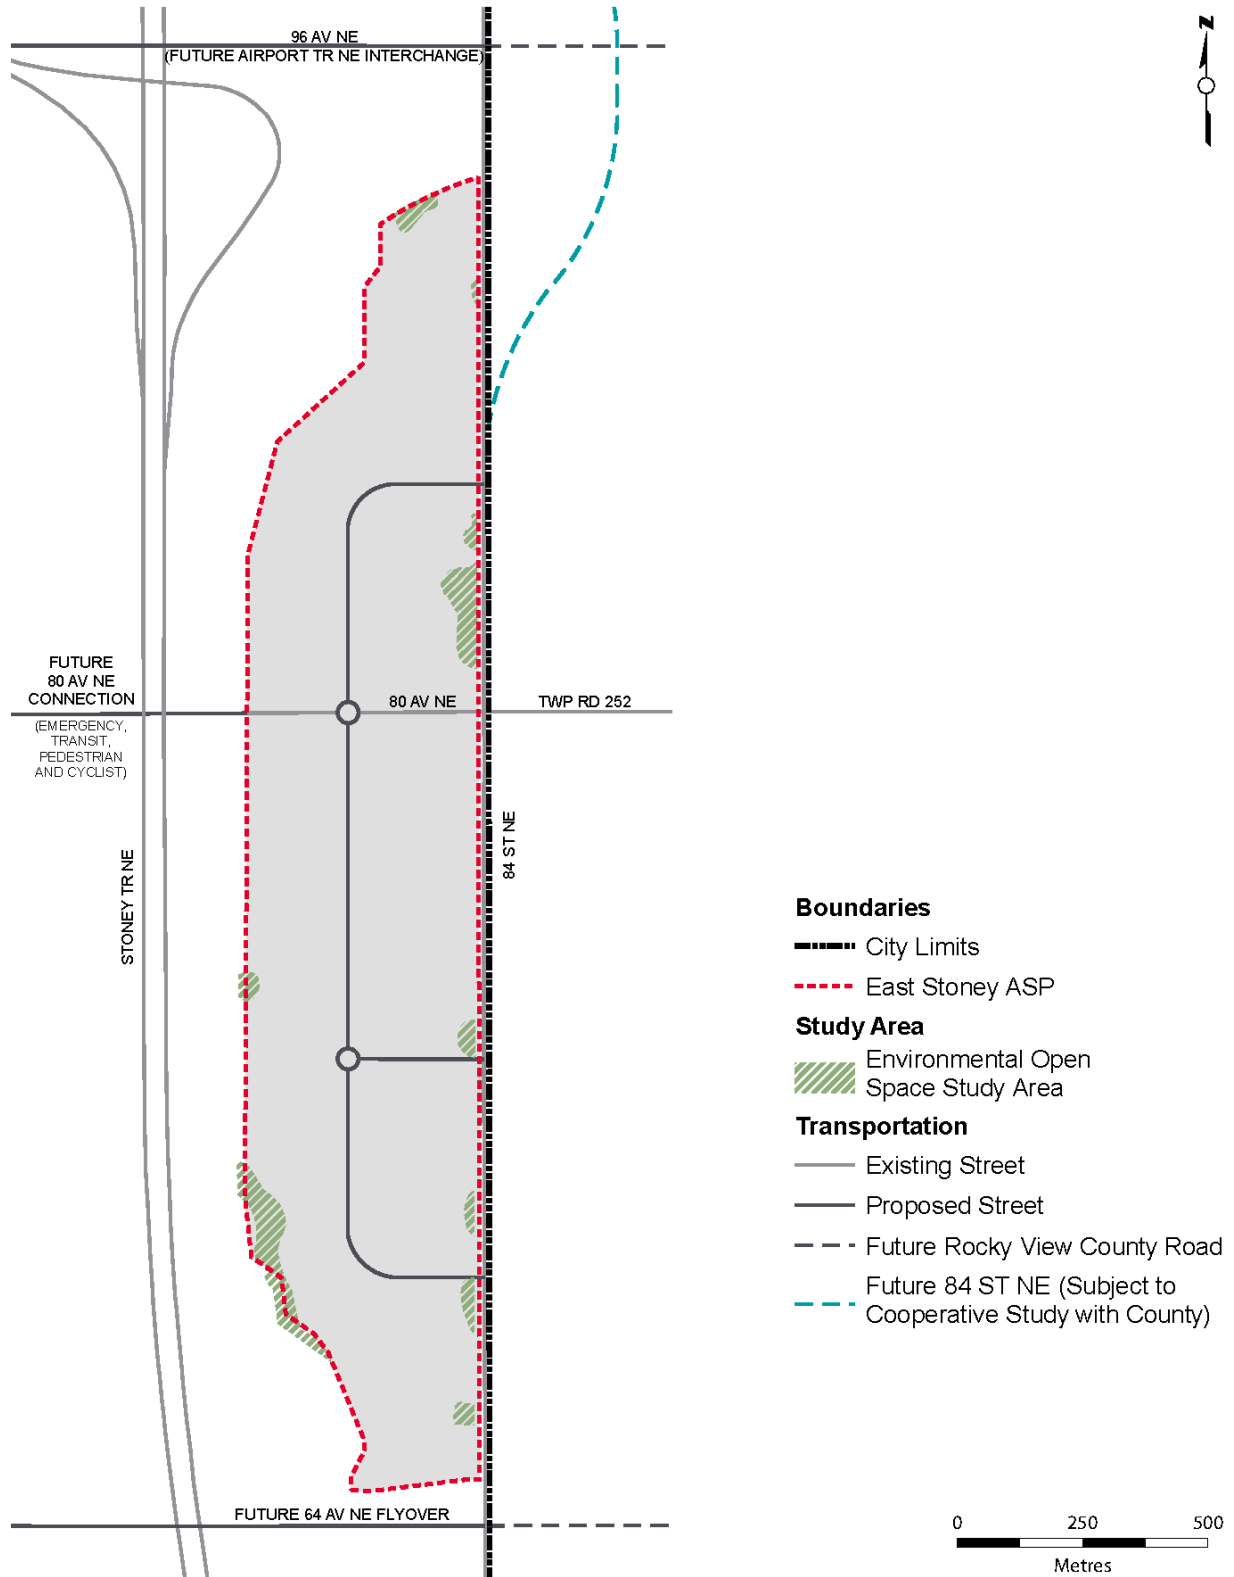 96 AV NE
(FUTURE AIRPORT TR NE INTERCHANGE)
N
FUTURE
80 AV NE
CONNECTION
(EMERGENCY,
TRANSIT,
PEDESTRIAN
AND CYCLIST)
80 AV NE
TWP RD 252
STONEY TR NE
84 ST NE
FUTURE 64 AV NE FLYOVER
Boundaries
City Limits
East Stoney ASP
Study Area
Environmental Open
Space Study Area
Transportation
Existing Street
Proposed Street
Future Rocky View County Road
Future 84 ST NE (Subject to
Cooperative Study with County)
0 250 500
Metres